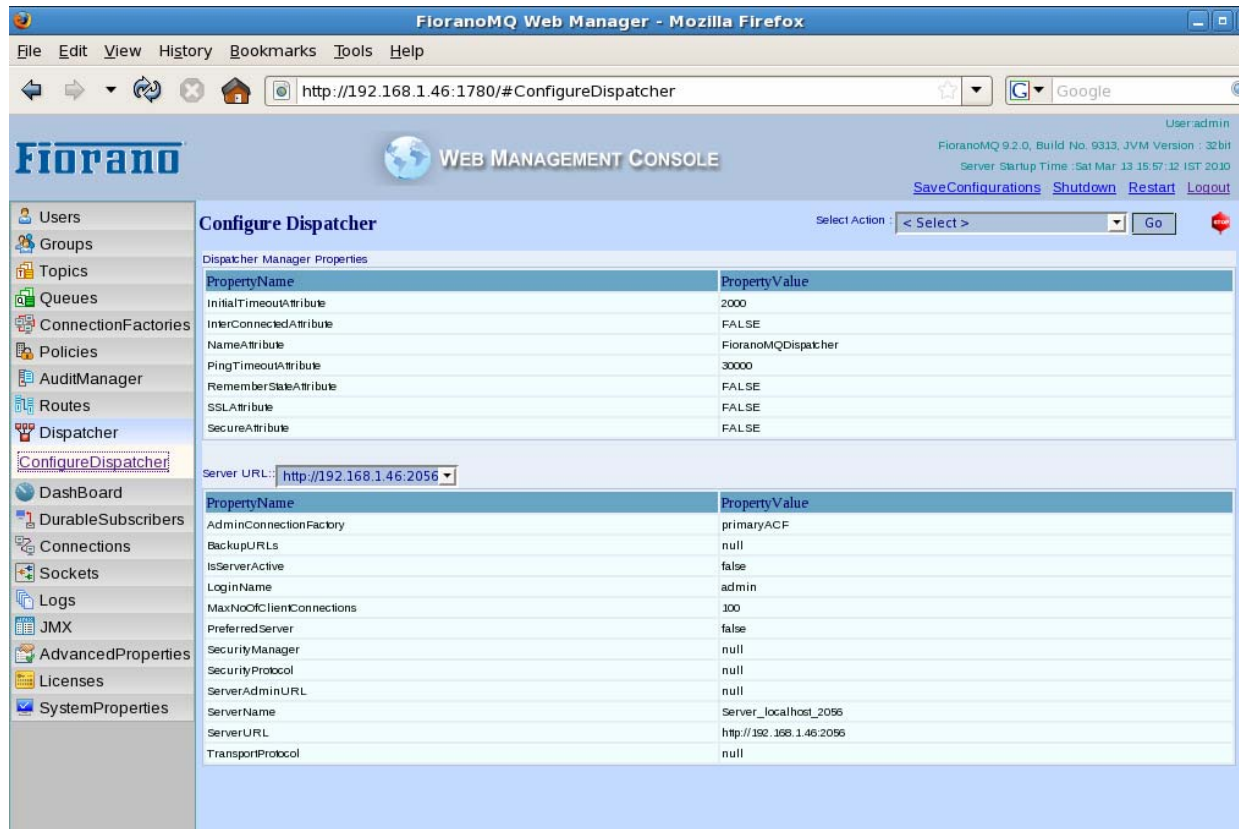 FioranoMQ Web Manager - Mozilla Firefox
File Edit View History Bookmarks Tools Help
http://192.168.1.46:1780/#ConfigureDispatcher
G Google
Fiorano
WEB MANAGEMENT CONSOLE
User:admin
FioranoMQ 9.2.0, Build No. 9313, JVM Version : 32bit
Server Startup Time :Sat Mar 13 15:57:12 IST 2010
SaveConfigurations Shutdown Restart Logout
Users
Groups
Topics
Queues
ConnectionFactories
Policies
AuditManager
Routes
Dispatcher
ConfigureDispatcher
DashBoard
DurableSubscribers
Connections
Sockets
Logs
JMX
AdvancedProperties
Licenses
SystemProperties
Configure Dispatcher
Select Action : < Select > Go
STOP
Dispatcher Manager Properties
PropertyName PropertyValue
InitialTimeoutAttribute 2000
InterConnectedAttribute FALSE
NameAttribute FioranoMQDispatcher
PingTimeoutAttribute 30000
RememberStateAttribute FALSE
SSLAttribute FALSE
SecureAttribute FALSE
Server URL:: http://192.168.1.46:2056
PropertyName PropertyValue
AdminConnectionFactory primaryACF
BackupURLs null
IsServerActive false
LoginName admin
MaxNoOfClientConnections 100
PreferredServer false
SecurityManager null
SecurityProtocol null
ServerAdminURL null
ServerName Server_localhost_2056
ServerURL http://192.168.1.46:2056
TransportProtocol null